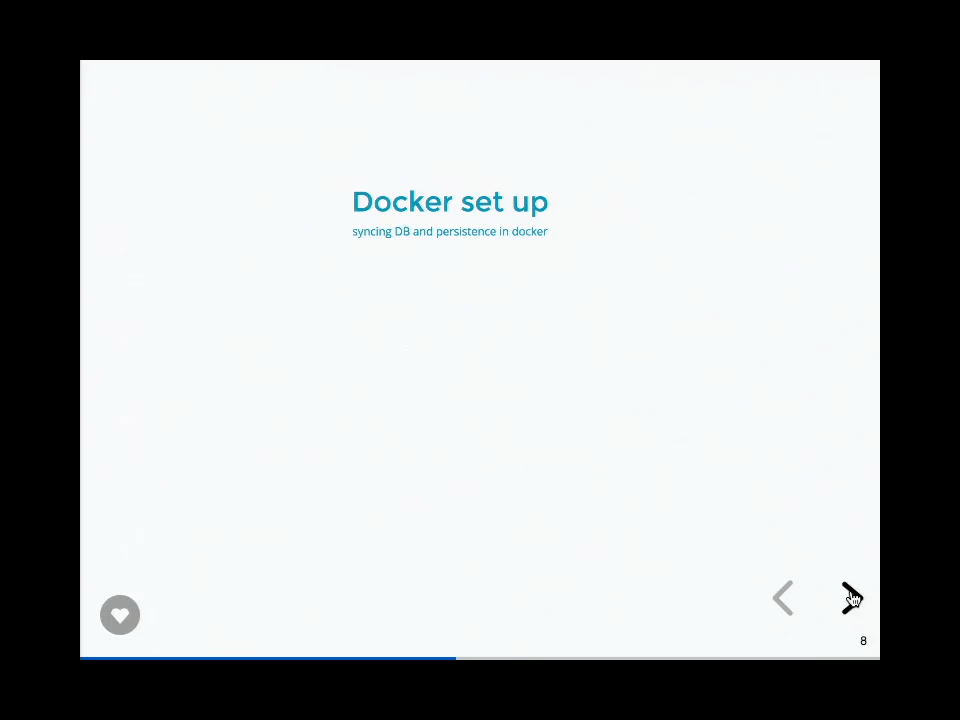 Docker set up
syncing DB and persistence in docker
8